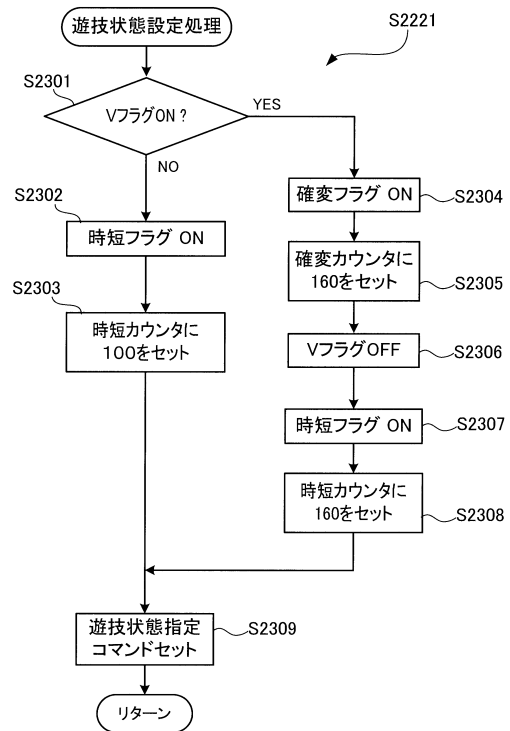 遊技状態設定処理
S2221
S2301
VフラグON?
YES
NO
S2302
時短フラグ ON
S2303
時短カウンタに
100をセット
確変フラグ ON
S2304
確変カウンタに
160をセット
S2305
VフラグOFF
S2306
時短フラグ ON
S2307
時短カウンタに
160をセット
S2308
遊技状態指定
コマンドセット
S2309
リターン